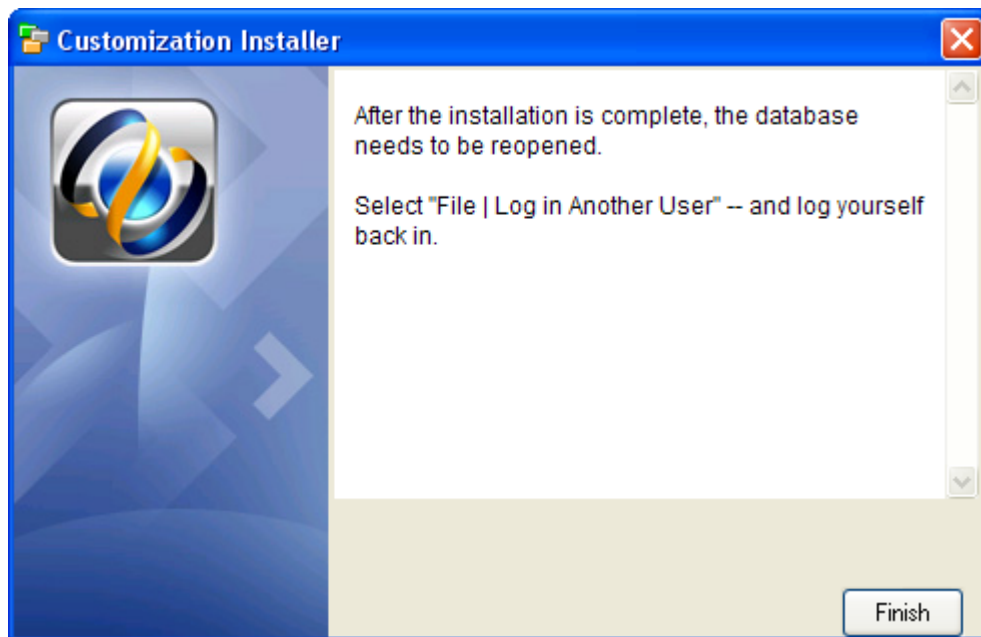 Customization Installer
After the installation is complete, the database
needs to be reopened.
Select "File | Log in Another User" -- and log yourself
back in.
Finish